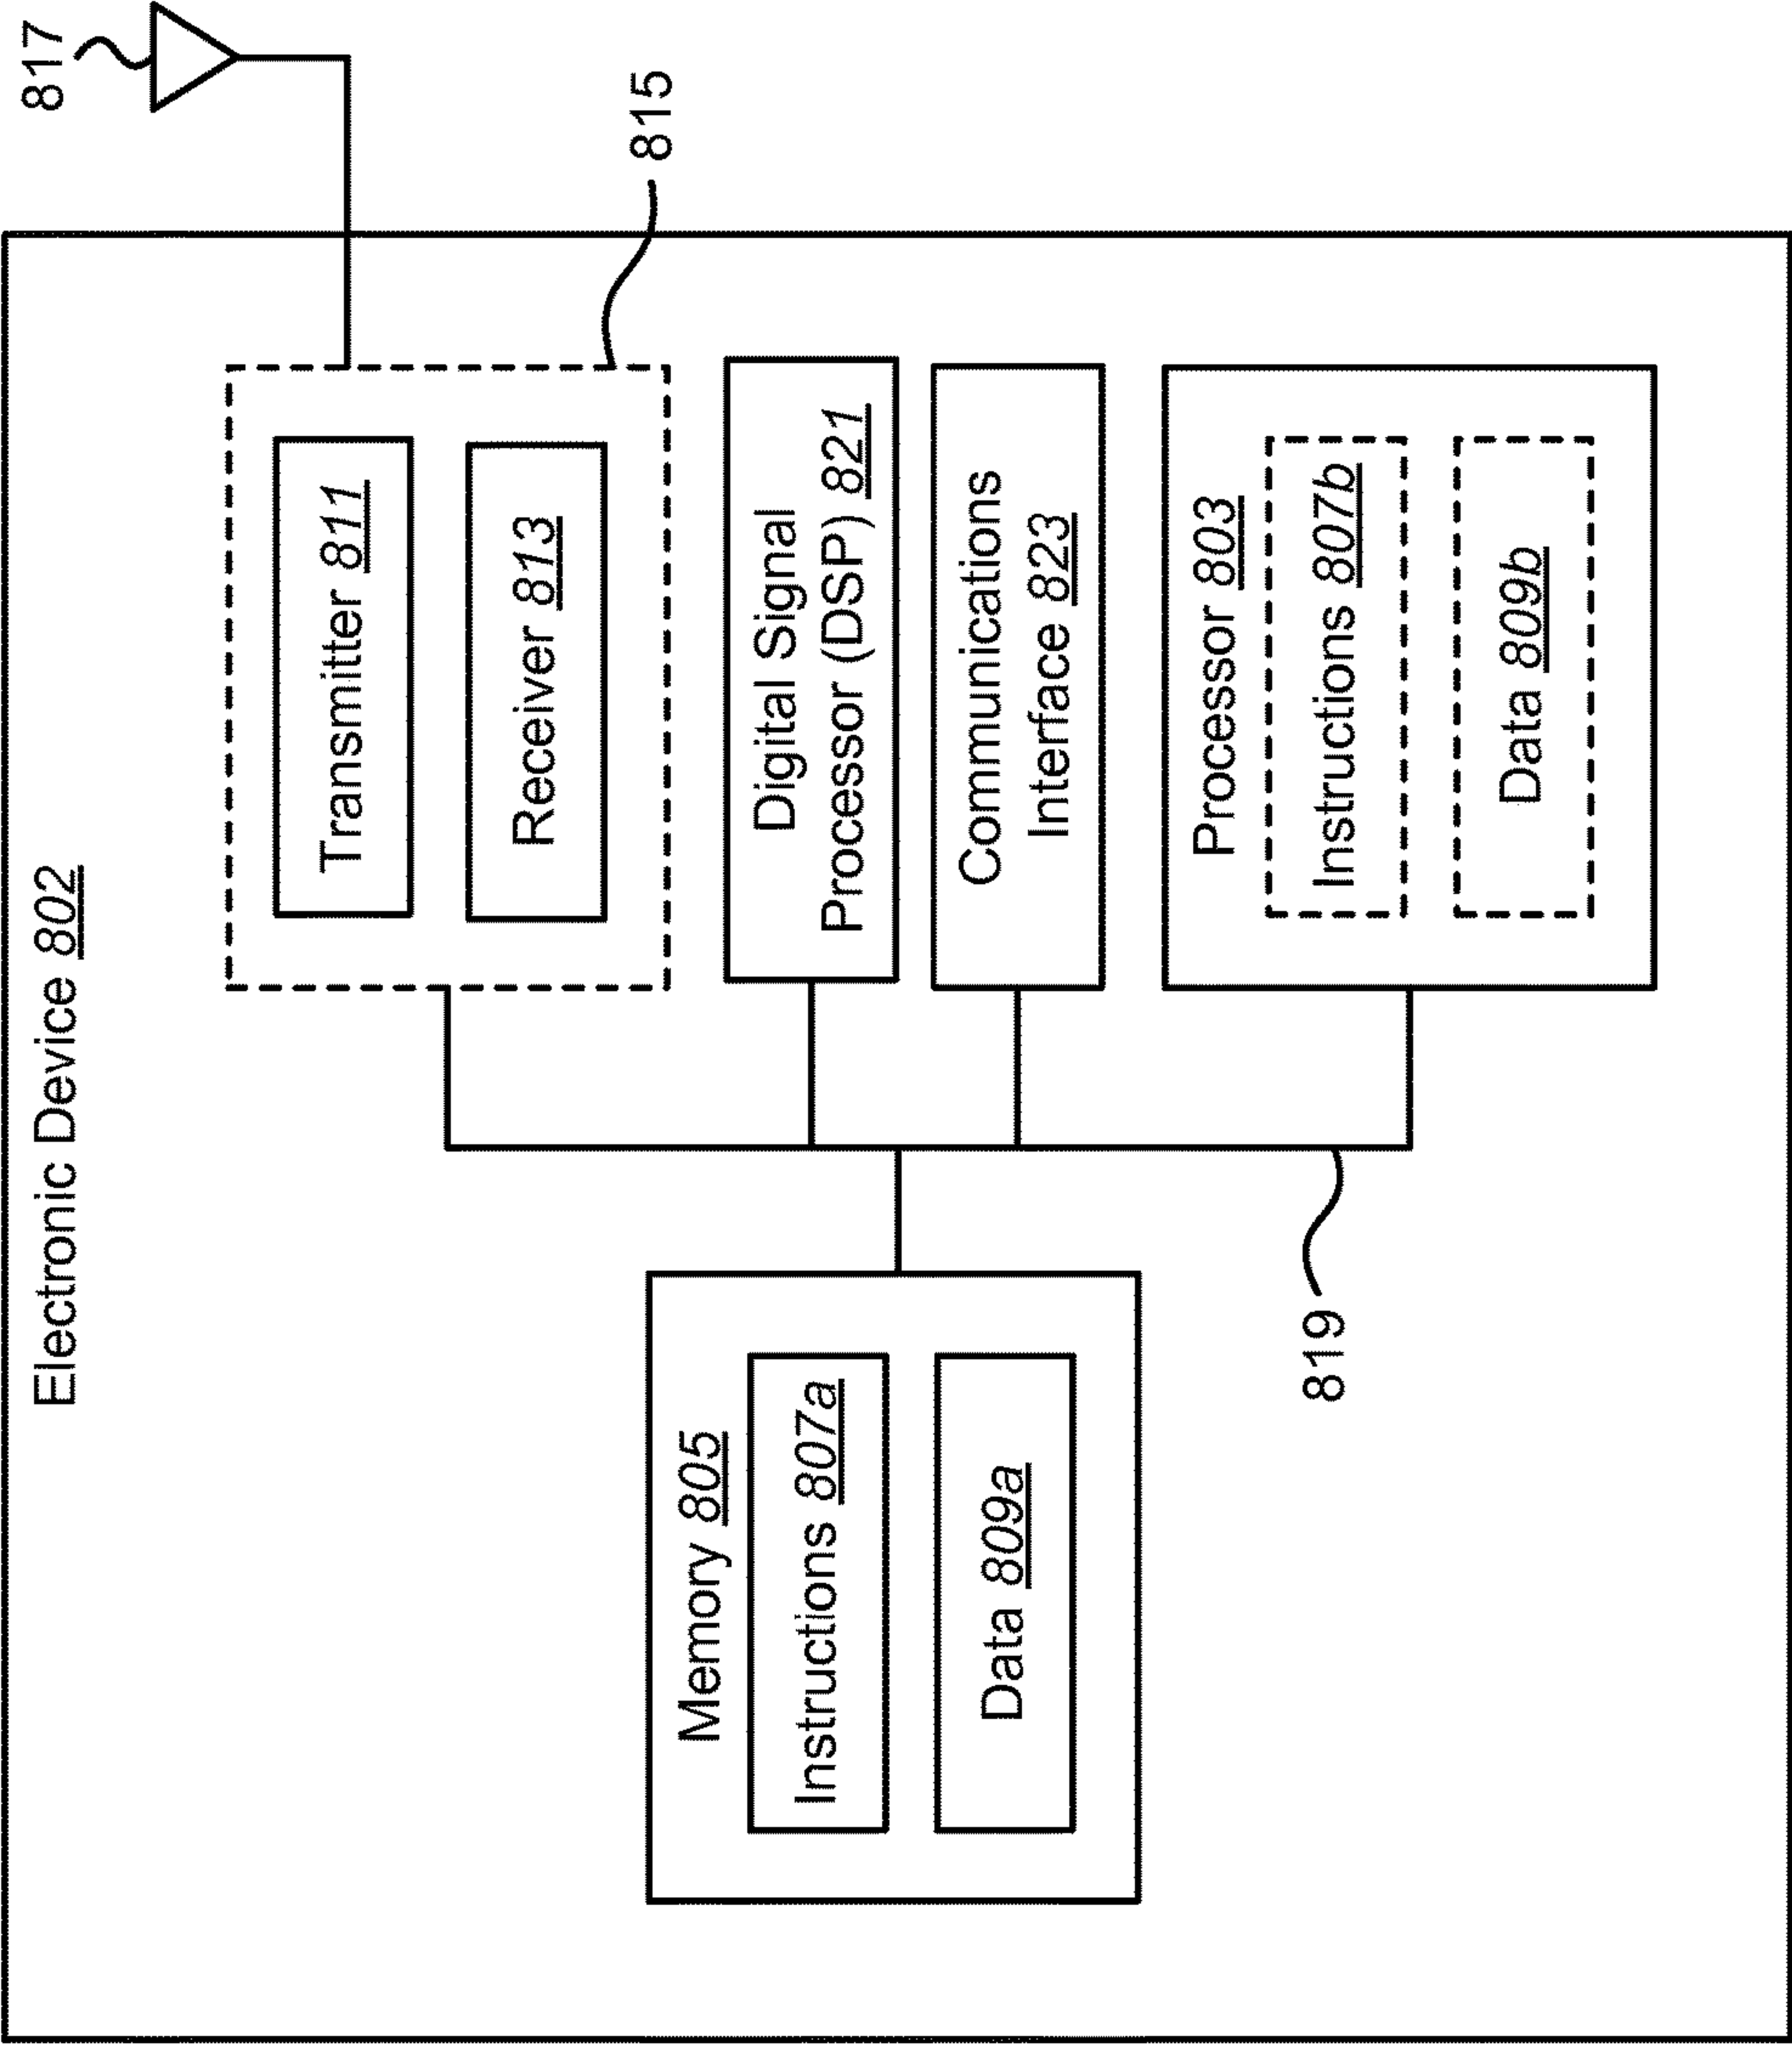 Electronic Device 802
817
815
Transmitter 811
Receiver 813
Digital Signal
Processor (DSP) 821
Communications
Interface 823
Processor 803
Instructions 807b
Data 809b
Memory 805
Instructions 807a
Data 809a
819